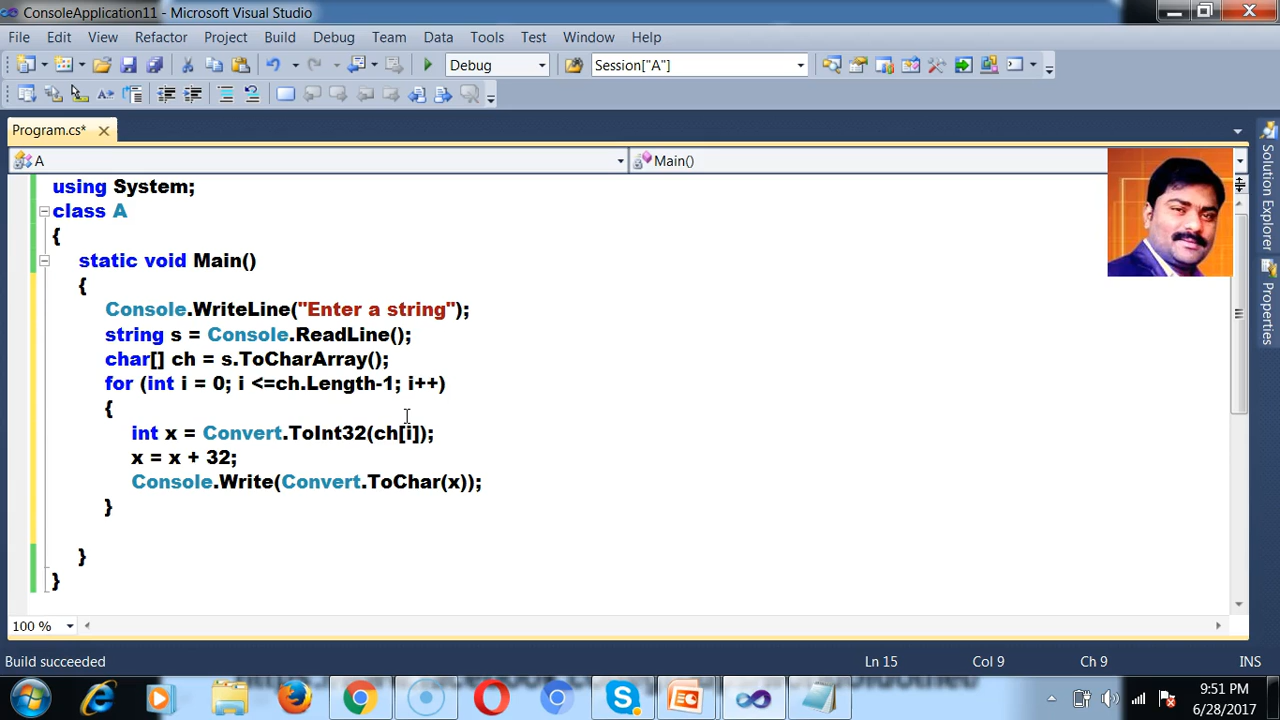 ConsoleApplication11 - Microsoft Visual Studio
File Edit View Refactor Project Build Debug Team Data Tools Test Window Help
Debug Session["A"]
Program.cs*
A Main()
using System;
class A
{
static void Main()
{
Console.WriteLine("Enter a string");
string s = Console.ReadLine();
char[] ch = s.ToCharArray();
for (int i = 0; i <=ch.Length-1; i++)
{
int x = Convert.ToInt32(ch[i]);
x = x + 32;
Console.Write(Convert.ToChar(x));
}
}
}
Solution Explorer
Properties
100 %
Build succeeded Ln 15 Col 9 Ch 9 INS
9:51 PM
6/28/2017